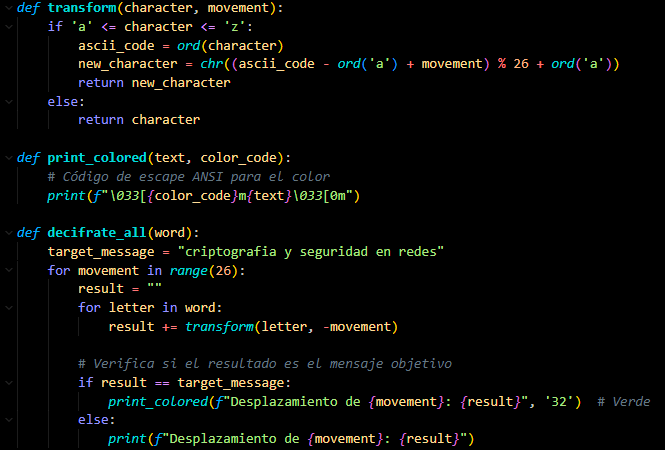 def transform(character, movement):
    if 'a' <= character <= 'z':
        ascii_code = ord(character)
        new_character = chr((ascii_code - ord('a') + movement) % 26 + ord('a'))
        return new_character
    else:
        return character

def print_colored(text, color_code):
    # Código de escape ANSI para el color
    print(f"\033[{color_code}m{text}\033[0m")

def decifrate_all(word):
    target_message = "criptografia y seguridad en redes"
    for movement in range(26):
        result = ""
        for letter in word:
            result += transform(letter, -movement)

        # Verifica si el resultado es el mensaje objetivo
        if result == target_message:
            print_colored(f"Desplazamiento de {movement}: {result}", '32')  # Verde
        else:
            print(f"Desplazamiento de {movement}: {result}")